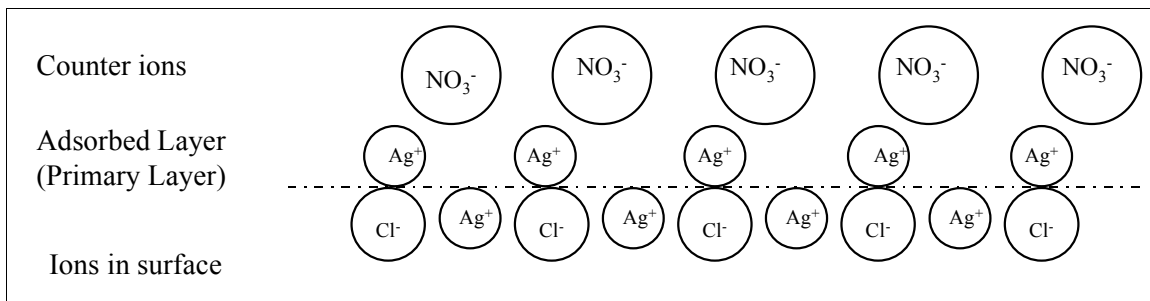 Counter ions
NO₃⁻ NO₃⁻ NO₃⁻ NO₃⁻ NO₃⁻
Adsorbed Layer
(Primary Layer)
Ag⁺ Ag⁺ Ag⁺ Ag⁺ Ag⁺
Cl⁻ Ag⁺ Cl⁻ Ag⁺ Cl⁻ Ag⁺ Cl⁻ Ag⁺ Cl⁻
Ions in surface